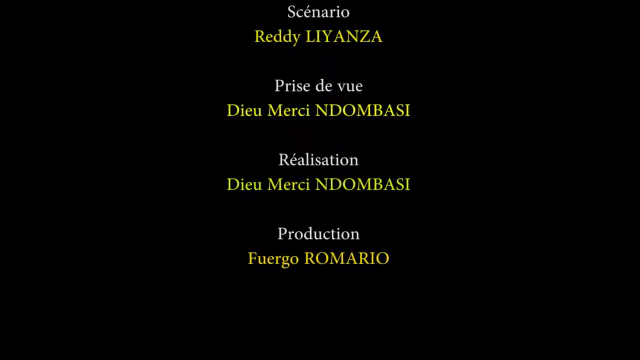 Scénario
Reddy LIYANZA
Prise de vue
Dieu Merci NDOMBASI
Réalisation
Dieu Merci NDOMBASI
Production
Fuergo ROMARIO